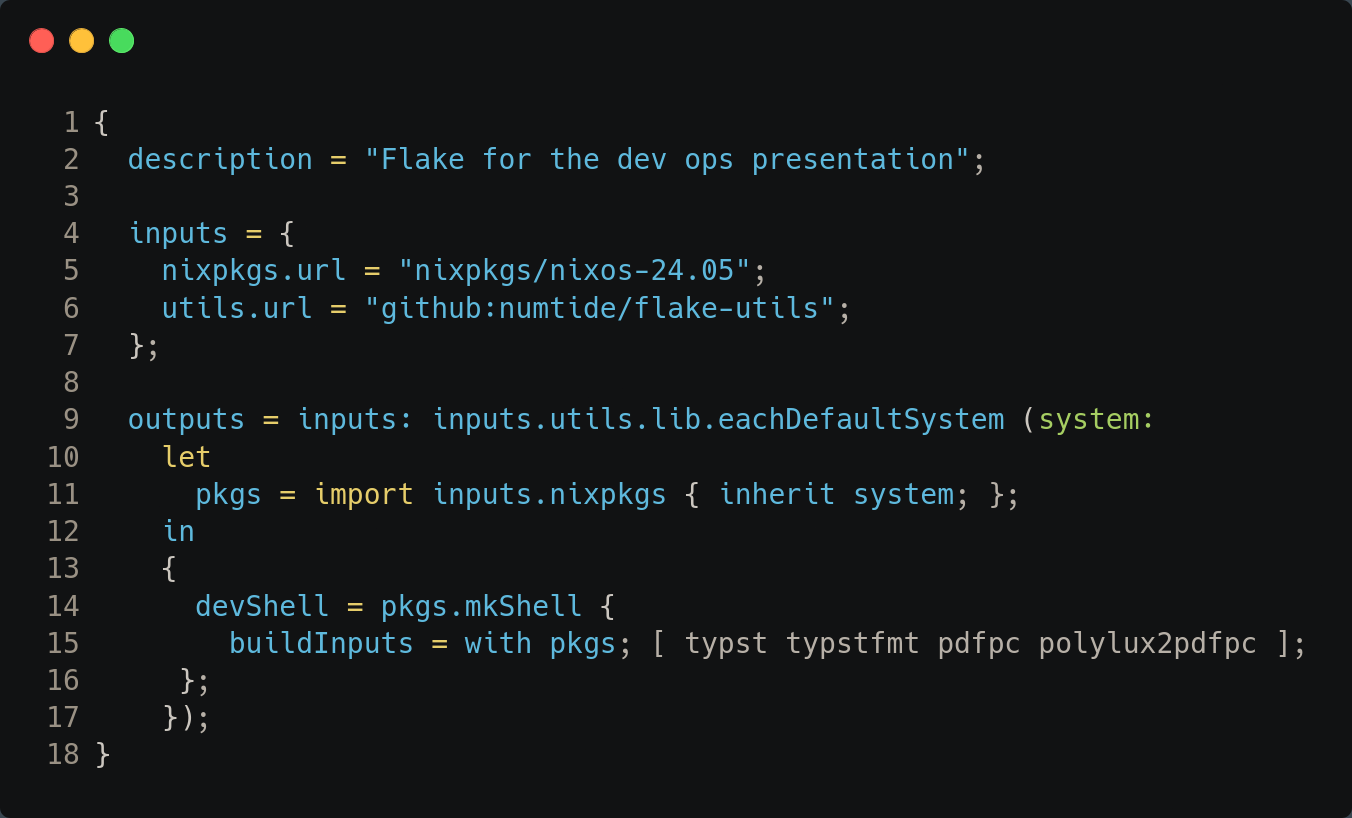 1 {
2   description = "Flake for the dev ops presentation";
3
4   inputs = {
5     nixpkgs.url = "nixpkgs/nixos-24.05";
6     utils.url = "github:numtide/flake-utils";
7   };
8
9   outputs = inputs: inputs.utils.lib.eachDefaultSystem (system:
10     let
11       pkgs = import inputs.nixpkgs { inherit system; };
12     in
13     {
14       devShell = pkgs.mkShell {
15         buildInputs = with pkgs; [ typst typstfmt pdfpc polylux2pdfpc ];
16      };
17     });
18 }